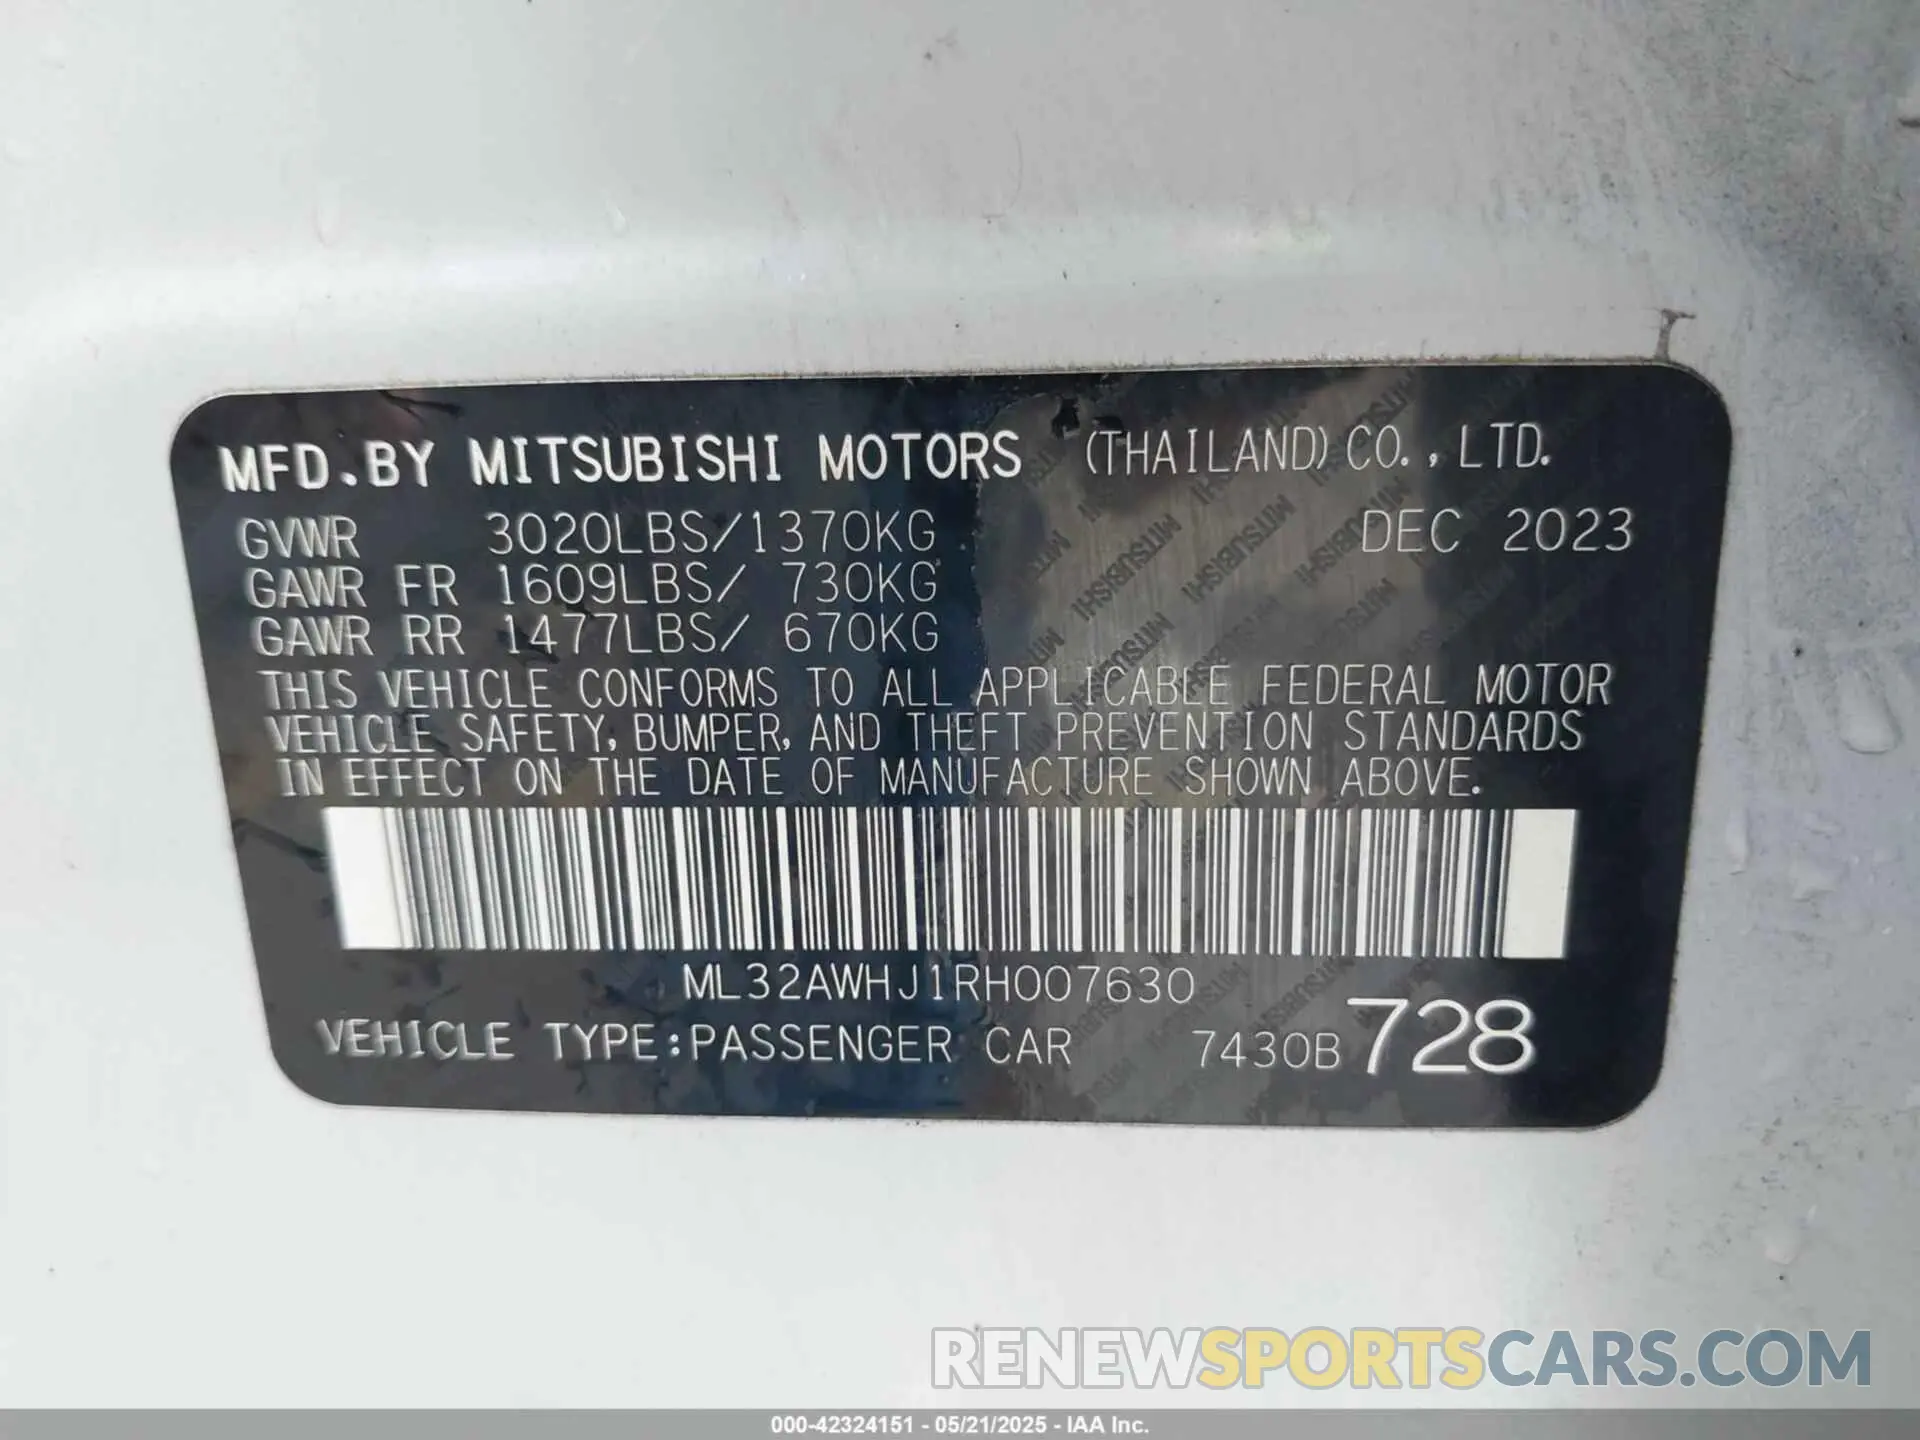 MFD.BY MITSUBISHI MOTORS (THAILAND)CO.,LTD.
GVWR 3020LBS/1370KG DEC 2023
GAWR FR 1609LBS/ 730KG
GAWR RR 1477LBS/ 670KG
THIS VEHICLE CONFORMS TO ALL APPLICABLE FEDERAL MOTOR
VEHICLE SAFETY, BUMPER, AND THEFT PREVENTION STANDARDS
IN EFFECT ON THE DATE OF MANUFACTURE SHOWN ABOVE.
ML32AWHJ1RH007630
VEHICLE TYPE:PASSENGER CAR 7430B 728
RENEWSPORTSCARS.COM
000-42324151 - 05/21/2025 - IAA Inc.